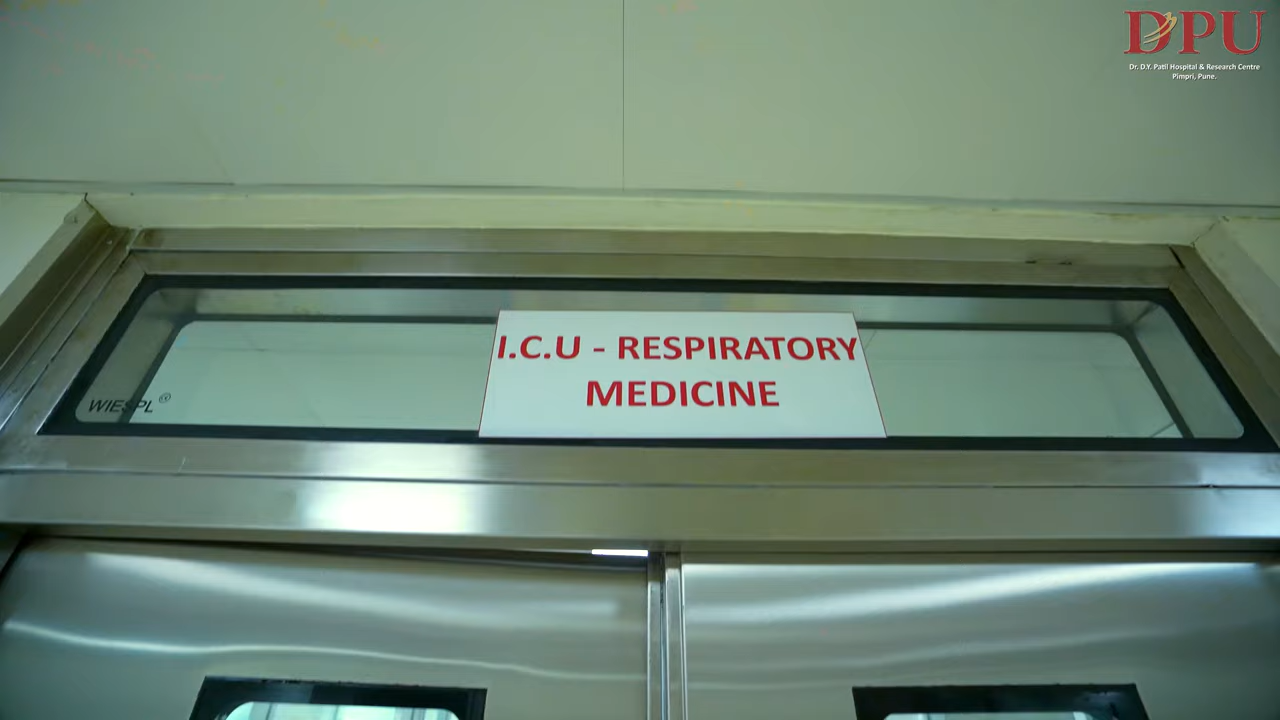 DPU
Dr. D.Y. Patil Hospital & Research Centre
Pimpri, Pune.
I.C.U - RESPIRATORY
MEDICINE
WIESPL®